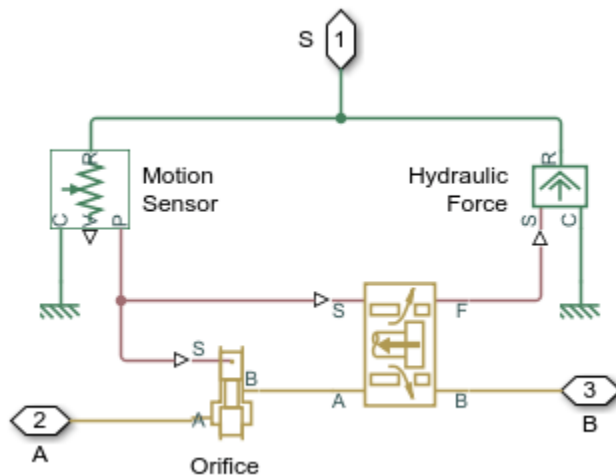 S 1
R
R
Motion
Sensor
Hydraulic
Force
C V P
S C
S F
S
B
A B
A
2
A
3
B
Orifice